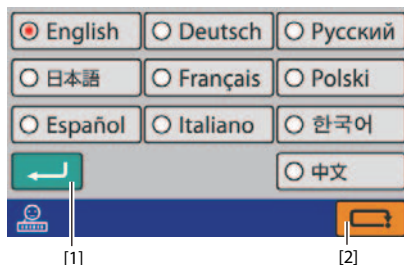 English Deutsch Русский
日本語 Français Polski
Español Italiano 한국어
中文
[1] [2]